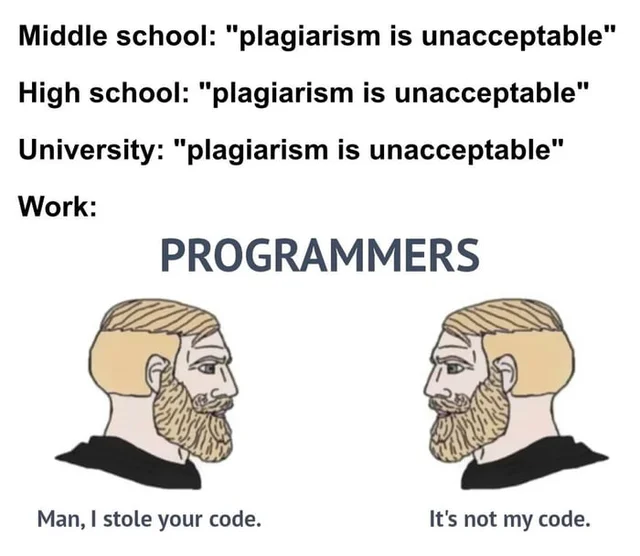 Middle school: "plagiarism is unacceptable"
High school: "plagiarism is unacceptable"
University: "plagiarism is unacceptable"
Work:
PROGRAMMERS
Man, I stole your code.
It's not my code.